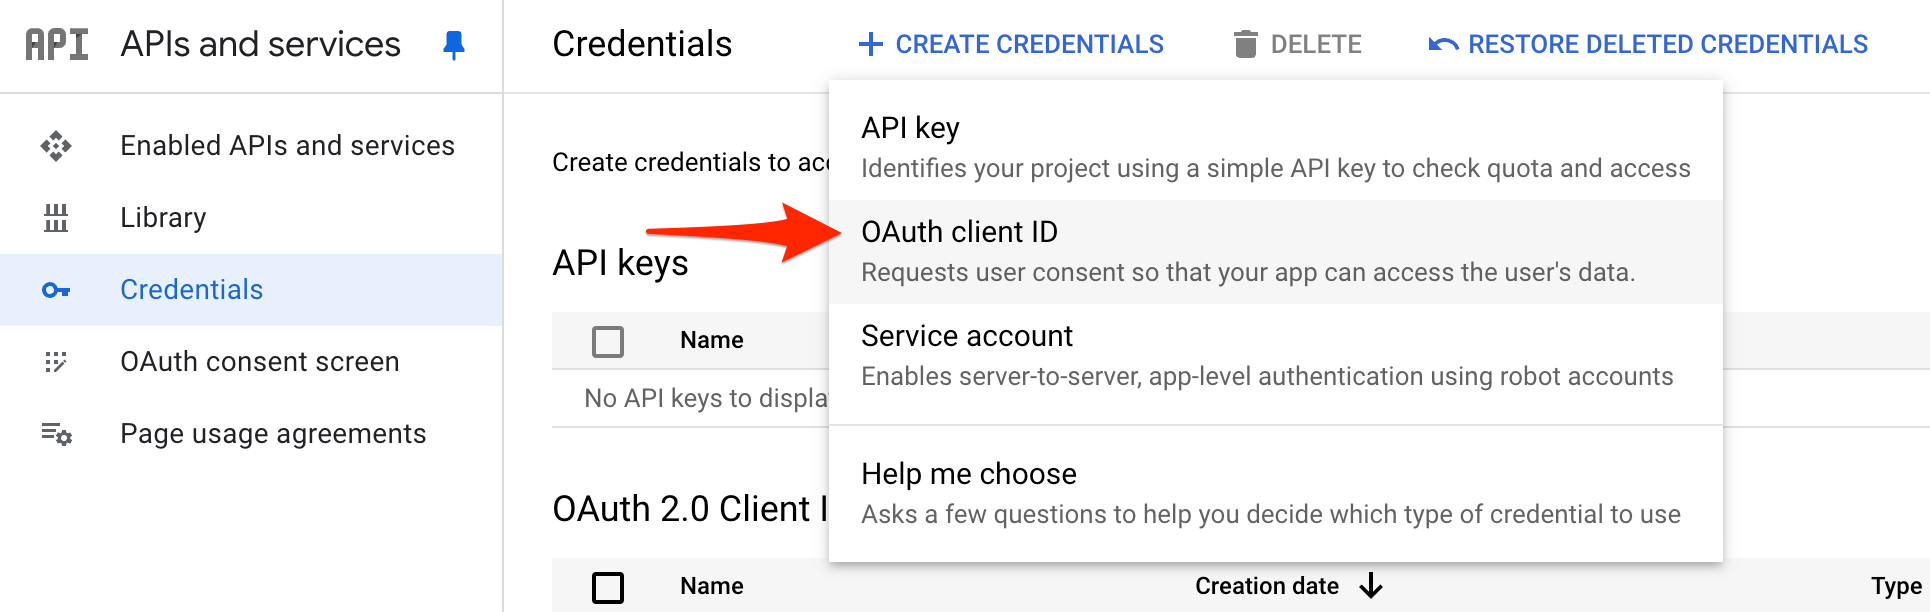 API APIs and services
Enabled APIs and services
Library
Credentials
OAuth consent screen
Page usage agreements
Credentials
CREATE CREDENTIALS
DELETE
RESTORE DELETED CREDENTIALS
Create credentials to
API key
Identifies your project using a simple API key to check quota and access
OAuth client ID
Requests user consent so that your app can access the user's data.
Service account
Enables server-to-server, app-level authentication using robot accounts
Help me choose
Asks a few questions to help you decide which type of credential to use
API keys
Name
No API keys to
OAuth 2.0 Client
Name
Creation date
Type